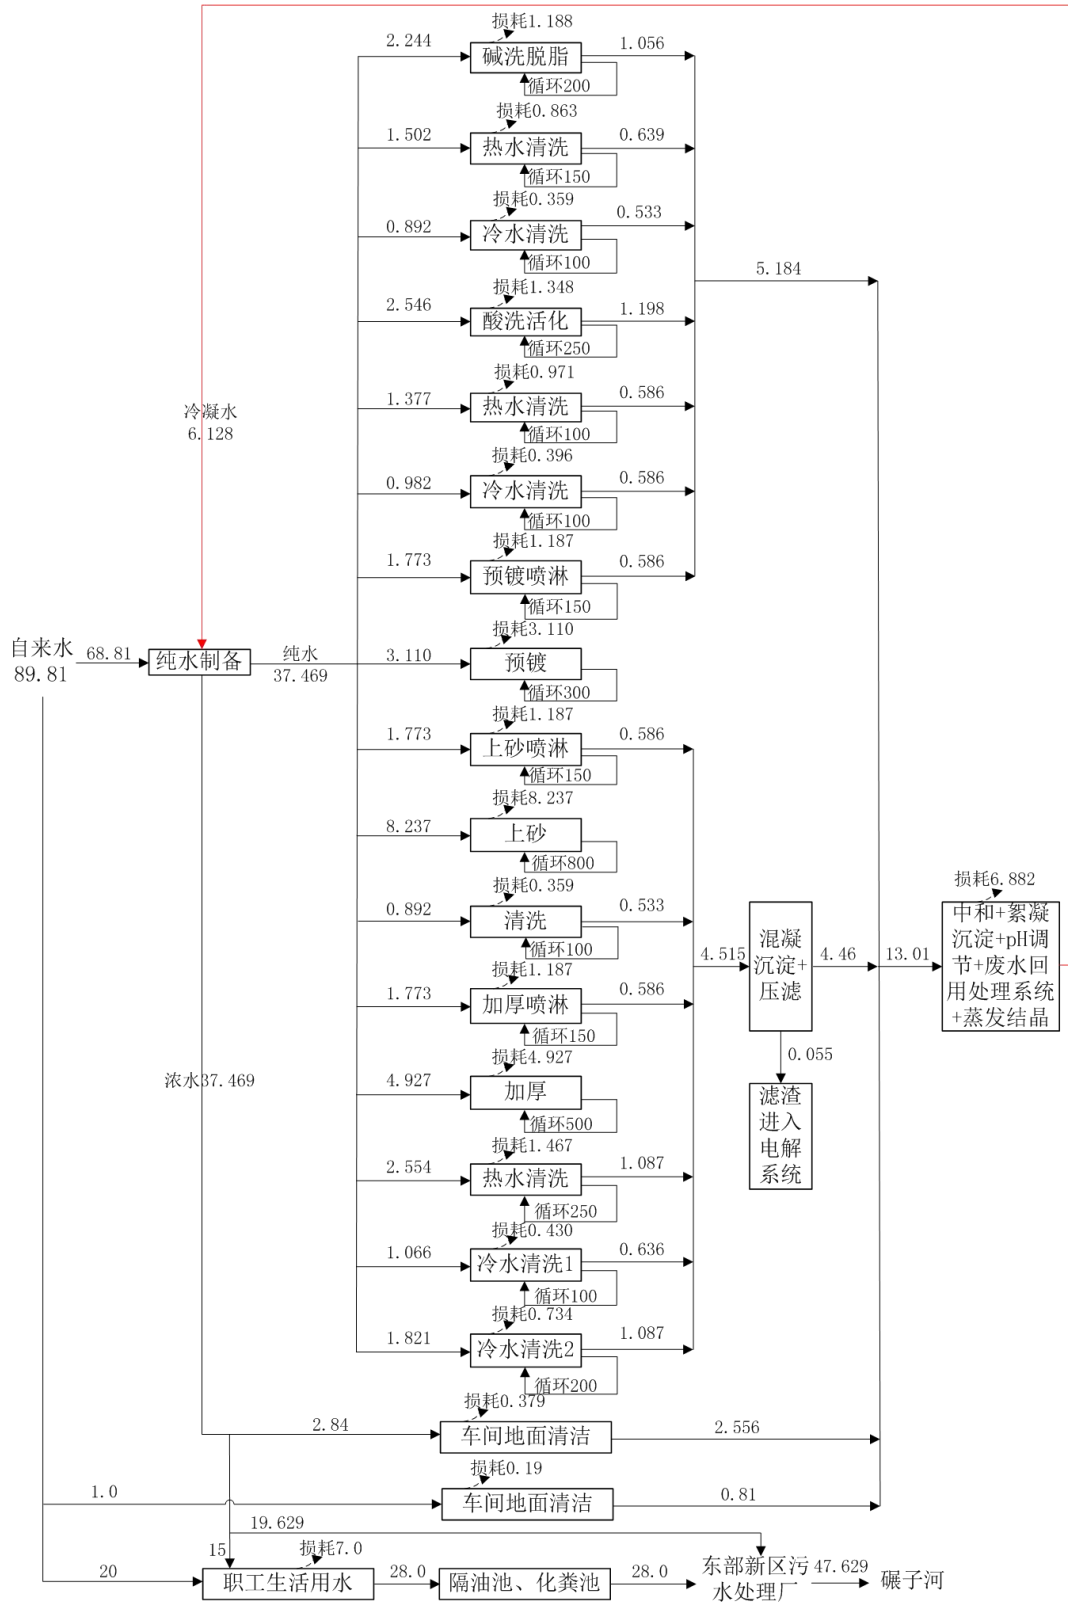 损耗1.188
2.244
碱洗脱脂
1.056
循环200
损耗0.863
1.502
热水清洗
0.639
循环150
损耗0.359
0.892
冷水清洗
0.533
循环100
损耗1.348
2.546
酸洗活化
1.198
循环250
5.184
损耗0.971
1.377
热水清洗
0.586
循环100
冷凝水
6.128
损耗0.396
0.982
冷水清洗
0.586
循环100
损耗1.187
1.773
预镀喷淋
0.586
循环150
自来水
89.81
68.81
纯水制备
纯水
37.469
损耗3.110
3.110
预镀
循环300
损耗1.187
1.773
上砂喷淋
0.586
循环150
损耗8.237
8.237
上砂
循环800
损耗0.359
0.892
清洗
0.533
循环100
4.515
混凝
沉淀+
压滤
4.46
13.01
损耗6.882
中和+絮凝
沉淀+pH调
节+废水回
用处理系统
+蒸发结晶
0.055
滤渣
进入
电解
系统
损耗1.187
1.773
加厚喷淋
0.586
循环150
浓水37.469
损耗4.927
4.927
加厚
循环500
损耗1.467
2.554
热水清洗
1.087
循环250
损耗0.430
1.066
冷水清洗1
0.636
循环100
损耗0.734
1.821
冷水清洗2
1.087
循环200
损耗0.379
2.84
车间地面清洁
2.556
损耗0.19
1.0
车间地面清洁
0.81
19.629
15
损耗7.0
20
职工生活用水
28.0
隔油池、化粪池
28.0
东部新区污
水处理厂
47.629
碾子河